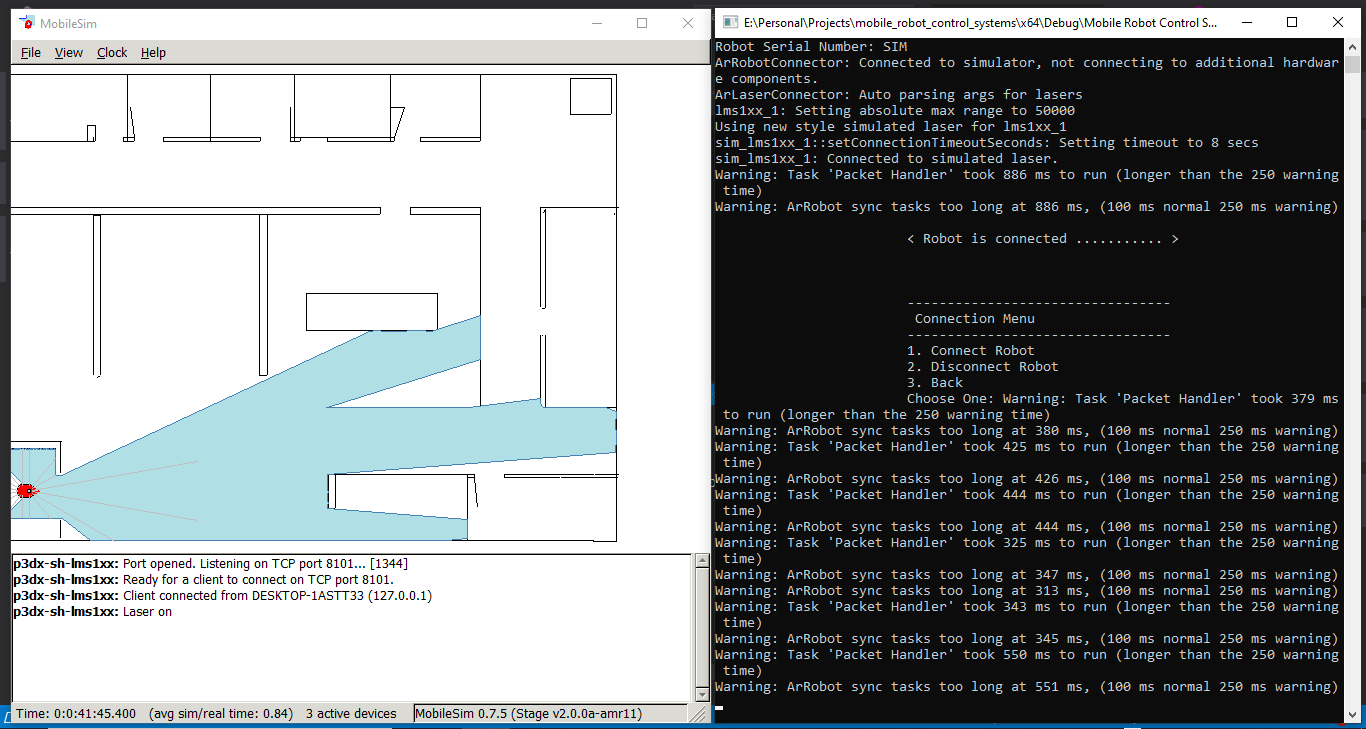 MobileSim
File View Clock Help
p3dx-sh-lms1xx: Port opened. Listening on TCP port 8101... [1344]
p3dx-sh-lms1xx: Ready for a client to connect on TCP port 8101.
p3dx-sh-lms1xx: Client connected from DESKTOP-1ASTT33 (127.0.0.1)
p3dx-sh-lms1xx: Laser on
Time: 0:0:41:45.400 (avg sim/real time: 0.84) 3 active devices MobileSim 0.7.5 (Stage v2.0.0a-amr11)
E:\Personal\Projects\mobile_robot_control_systems\x64\Debug\Mobile Robot Control S...
Robot Serial Number: SIM
ArRobotConnector: Connected to simulator, not connecting to additional hardwar
e components.
ArLaserConnector: Auto parsing args for lasers
lms1xx_1: Setting absolute max range to 50000
Using new style simulated laser for lms1xx_1
sim_lms1xx_1::setConnectionTimeoutSeconds: Setting timeout to 8 secs
sim_lms1xx_1: Connected to simulated laser.
Warning: Task 'Packet Handler' took 886 ms to run (longer than the 250 warning
time)
Warning: ArRobot sync tasks too long at 886 ms, (100 ms normal 250 ms warning)
< Robot is connected ........... >
---------------------------------
Connection Menu
---------------------------------
1. Connect Robot
2. Disconnect Robot
3. Back
Choose One: Warning: Task 'Packet Handler' took 379 ms
to run (longer than the 250 warning time)
Warning: ArRobot sync tasks too long at 380 ms, (100 ms normal 250 ms warning)
Warning: Task 'Packet Handler' took 425 ms to run (longer than the 250 warning
time)
Warning: ArRobot sync tasks too long at 426 ms, (100 ms normal 250 ms warning)
Warning: Task 'Packet Handler' took 444 ms to run (longer than the 250 warning
time)
Warning: ArRobot sync tasks too long at 444 ms, (100 ms normal 250 ms warning)
Warning: Task 'Packet Handler' took 325 ms to run (longer than the 250 warning
time)
Warning: ArRobot sync tasks too long at 347 ms, (100 ms normal 250 ms warning)
Warning: ArRobot sync tasks too long at 313 ms, (100 ms normal 250 ms warning)
Warning: Task 'Packet Handler' took 343 ms to run (longer than the 250 warning
time)
Warning: ArRobot sync tasks too long at 345 ms, (100 ms normal 250 ms warning)
Warning: Task 'Packet Handler' took 550 ms to run (longer than the 250 warning
time)
Warning: ArRobot sync tasks too long at 551 ms, (100 ms normal 250 ms warning)